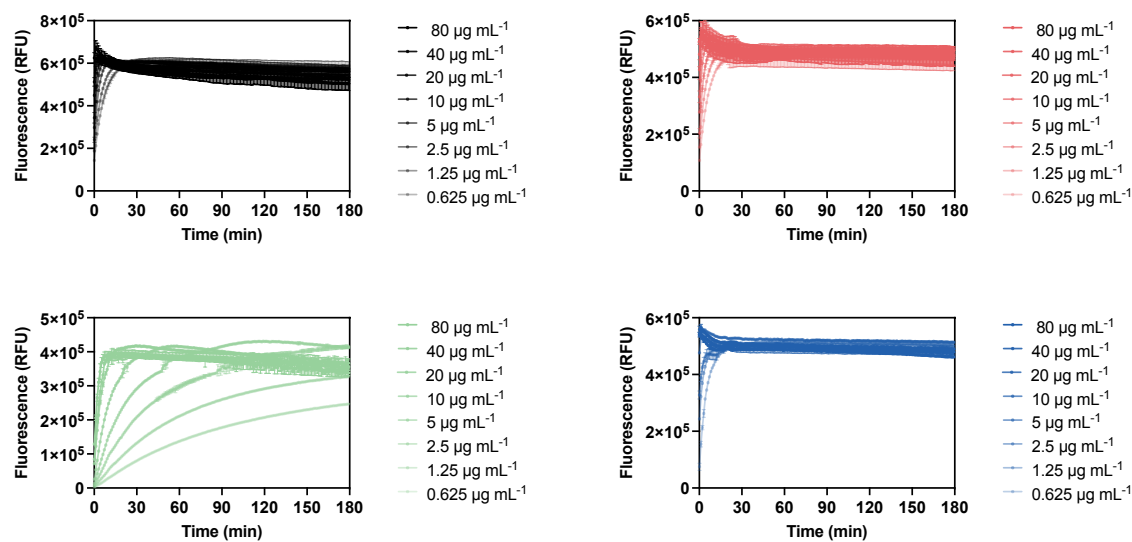 Fluorescence (RFU)
8×10⁵
6×10⁵
4×10⁵
2×10⁵
0
0 30 60 90 120 150 180
Time (min)
80 µg mL⁻¹
40 µg mL⁻¹
20 µg mL⁻¹
10 µg mL⁻¹
5 µg mL⁻¹
2.5 µg mL⁻¹
1.25 µg mL⁻¹
0.625 µg mL⁻¹
Fluorescence (RFU)
6×10⁵
4×10⁵
2×10⁵
0
0 30 60 90 120 150 180
Time (min)
80 µg mL⁻¹
40 µg mL⁻¹
20 µg mL⁻¹
10 µg mL⁻¹
5 µg mL⁻¹
2.5 µg mL⁻¹
1.25 µg mL⁻¹
0.625 µg mL⁻¹
Fluorescence (RFU)
5×10⁵
4×10⁵
3×10⁵
2×10⁵
1×10⁵
0
0 30 60 90 120 150 180
Time (min)
80 µg mL⁻¹
40 µg mL⁻¹
20 µg mL⁻¹
10 µg mL⁻¹
5 µg mL⁻¹
2.5 µg mL⁻¹
1.25 µg mL⁻¹
0.625 µg mL⁻¹
Fluorescence (RFU)
6×10⁵
4×10⁵
2×10⁵
0
0 30 60 90 120 150 180
Time (min)
80 µg mL⁻¹
40 µg mL⁻¹
20 µg mL⁻¹
10 µg mL⁻¹
5 µg mL⁻¹
2.5 µg mL⁻¹
1.25 µg mL⁻¹
0.625 µg mL⁻¹